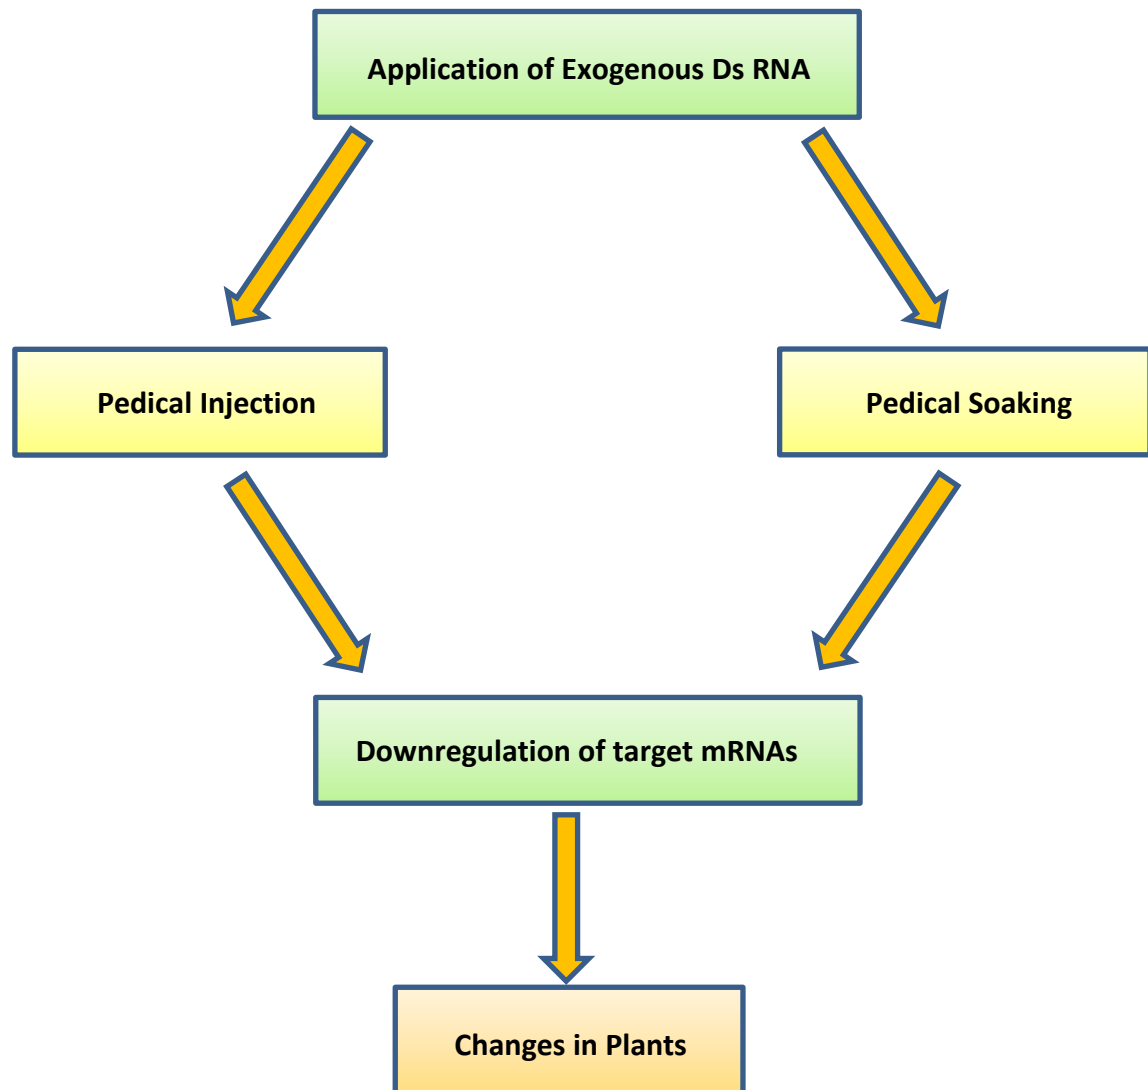 Application of Exogenous Ds RNA
Pedical Injection
Pedical Soaking
Downregulation of target mRNAs
Changes in Plants